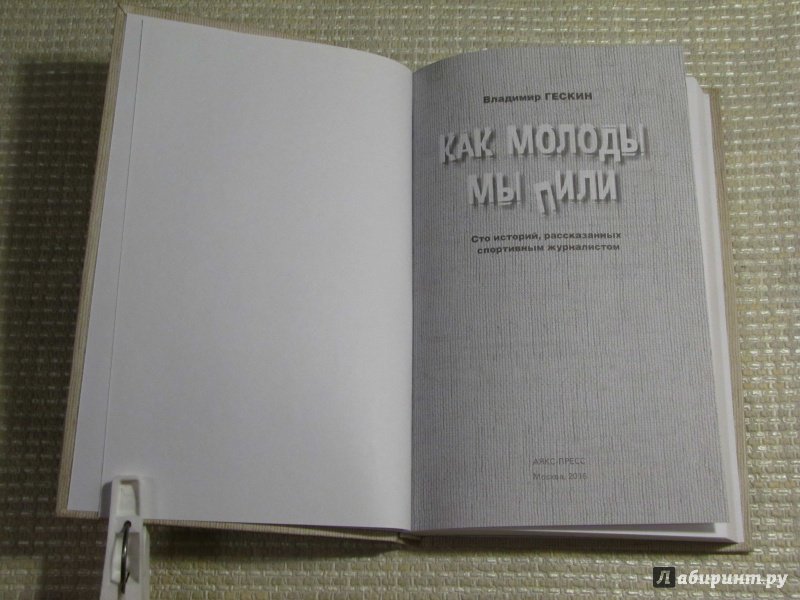 Владимир ГЕСКИН
КАК МОЛОДЫ
МЫ ПИЛИ
Сто историй, рассказанных
спортивным журналистом
АЯКС-ПРЕСС
Москва, 2016
Лабиринт.ру